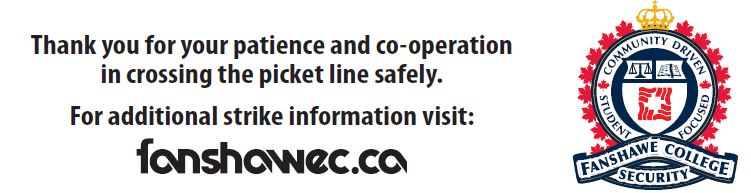 Thank you for your patience and co-operation
in crossing the picket line safely.
For additional strike information visit:
fanshawec.ca
COMMUNITY DRIVEN
STUDENT FOCUSED
FANSHAWE COLLEGE
SECURITY